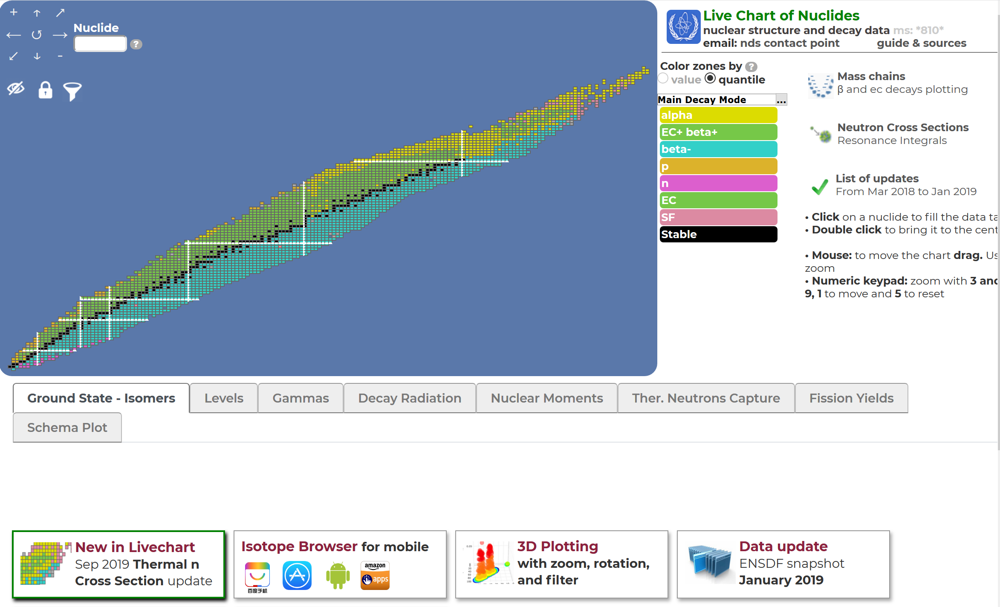 Nuclide
?
Live Chart of Nuclides
nuclear structure and decay data ms: *810*
email: nds contact point guide & sources
Color zones by ?
value quantile
Main Decay Mode ...
alpha
EC+ beta+
beta-
p
n
EC
SF
Stable
Mass chains
β and ec decays plotting
Neutron Cross Sections
Resonance Integrals
List of updates
From Mar 2018 to Jan 2019
• Click on a nuclide to fill the data ta
• Double click to bring it to the cent
• Mouse: to move the chart drag. Us
zoom
• Numeric keypad: zoom with 3 and
9, 1 to move and 5 to reset
Ground State - Isomers
Levels
Gammas
Decay Radiation
Nuclear Moments
Ther. Neutrons Capture
Fission Yields
Schema Plot
New in Livechart
Sep 2019 Thermal n
Cross Section update
Isotope Browser for mobile
百度手机
amazon
apps
3D Plotting
with zoom, rotation,
and filter
Data update
ENSDF snapshot
January 2019